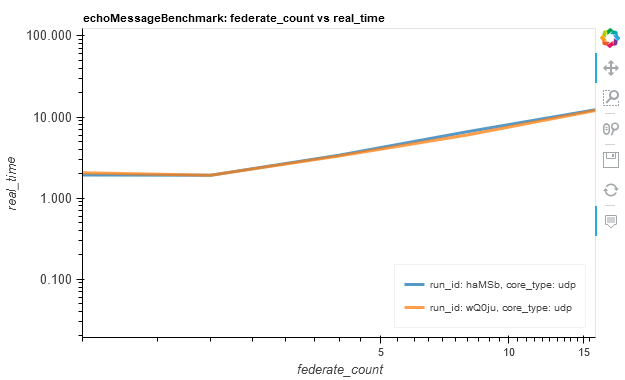 echoMessageBenchmark: federate_count vs real_time
100.000
10.000
1.000
0.100
real_time
run_id: haMSb, core_type: udp
run_id: wQ0ju, core_type: udp
5
10
15
federate_count